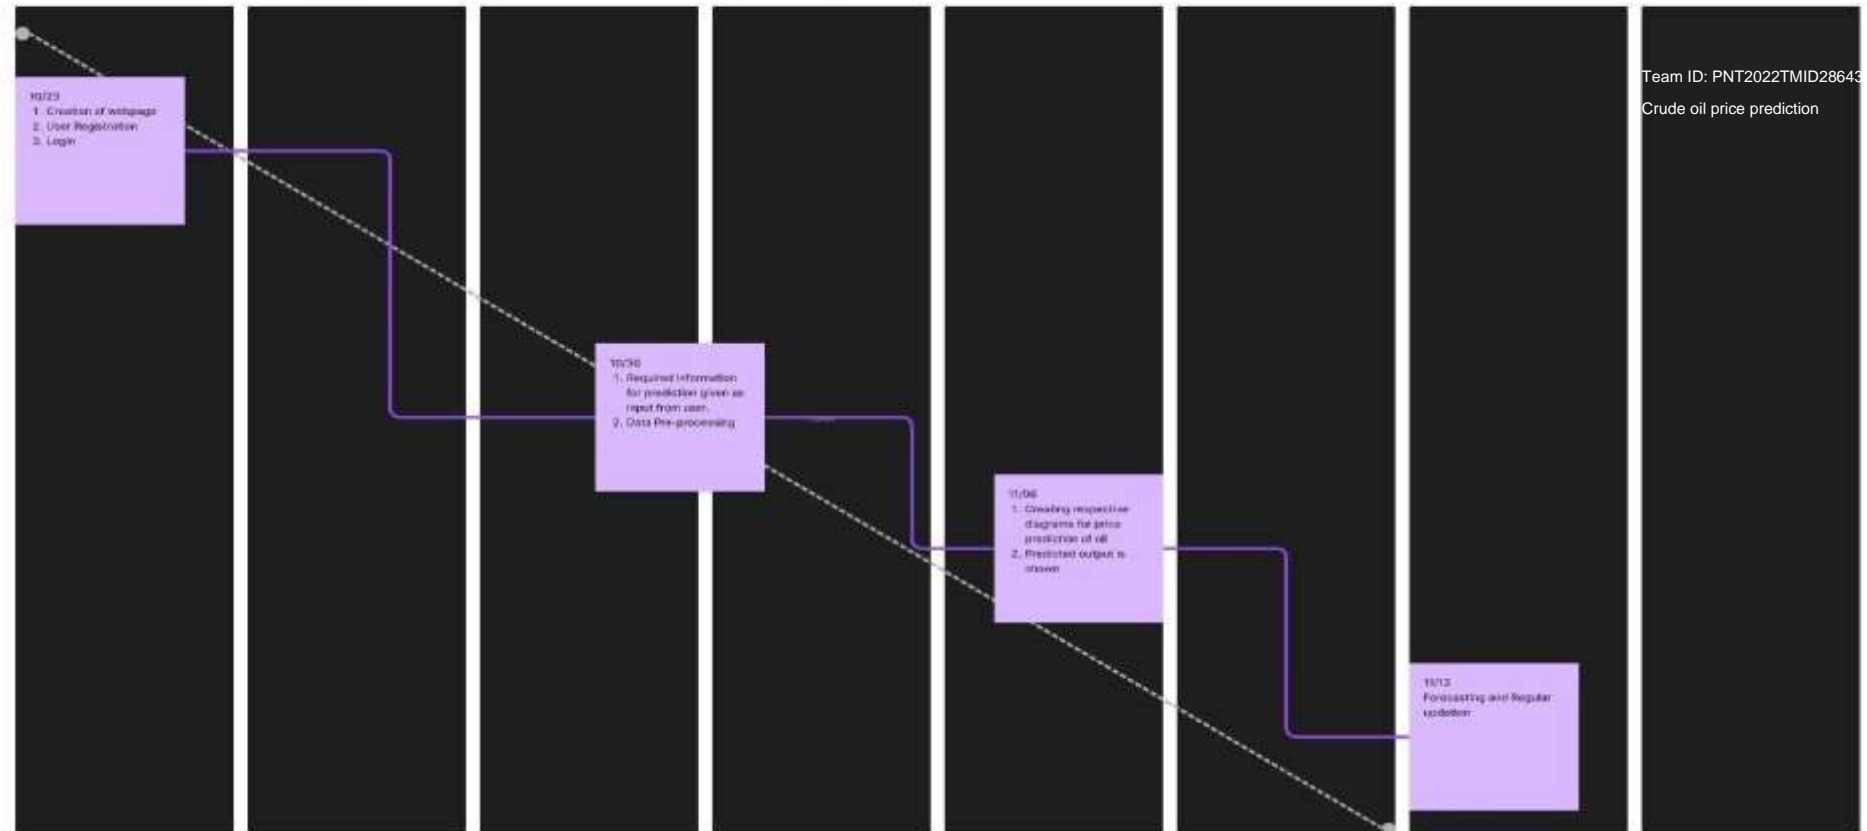 Team ID: PNT2022TMID28643
Crude oil price prediction
10/23
1. Creation of webpage
2. User Registration
3. Login
10/30
1. Required Information
for prediction given as
input from user.
2. Data Pre-processing
11/06
1. Creating respective
diagrams for price
prediction of oil
2. Predicted output is
shown
11/13
Forecasting and Regular
updation